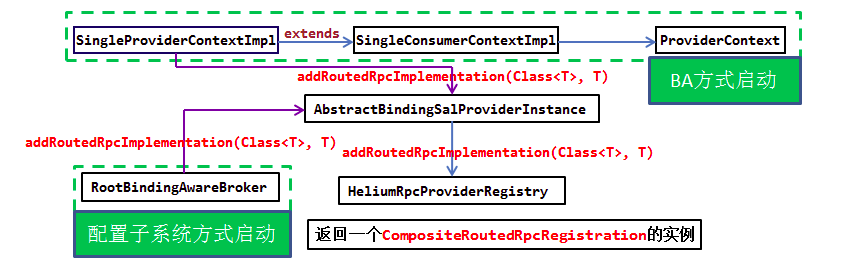 SingleProviderContextImpl
extends
SingleConsumerContextImpl
ProviderContext
addRoutedRpcImplementation(Class<T>, T)
BA方式启动
AbstractBindingSalProviderInstance
addRoutedRpcImplementation(Class<T>, T)
addRoutedRpcImplementation(Class<T>, T)
RootBindingAwareBroker
HeliumRpcProviderRegistry
配置子系统方式启动
返回一个CompositeRoutedRpcRegistration的实例